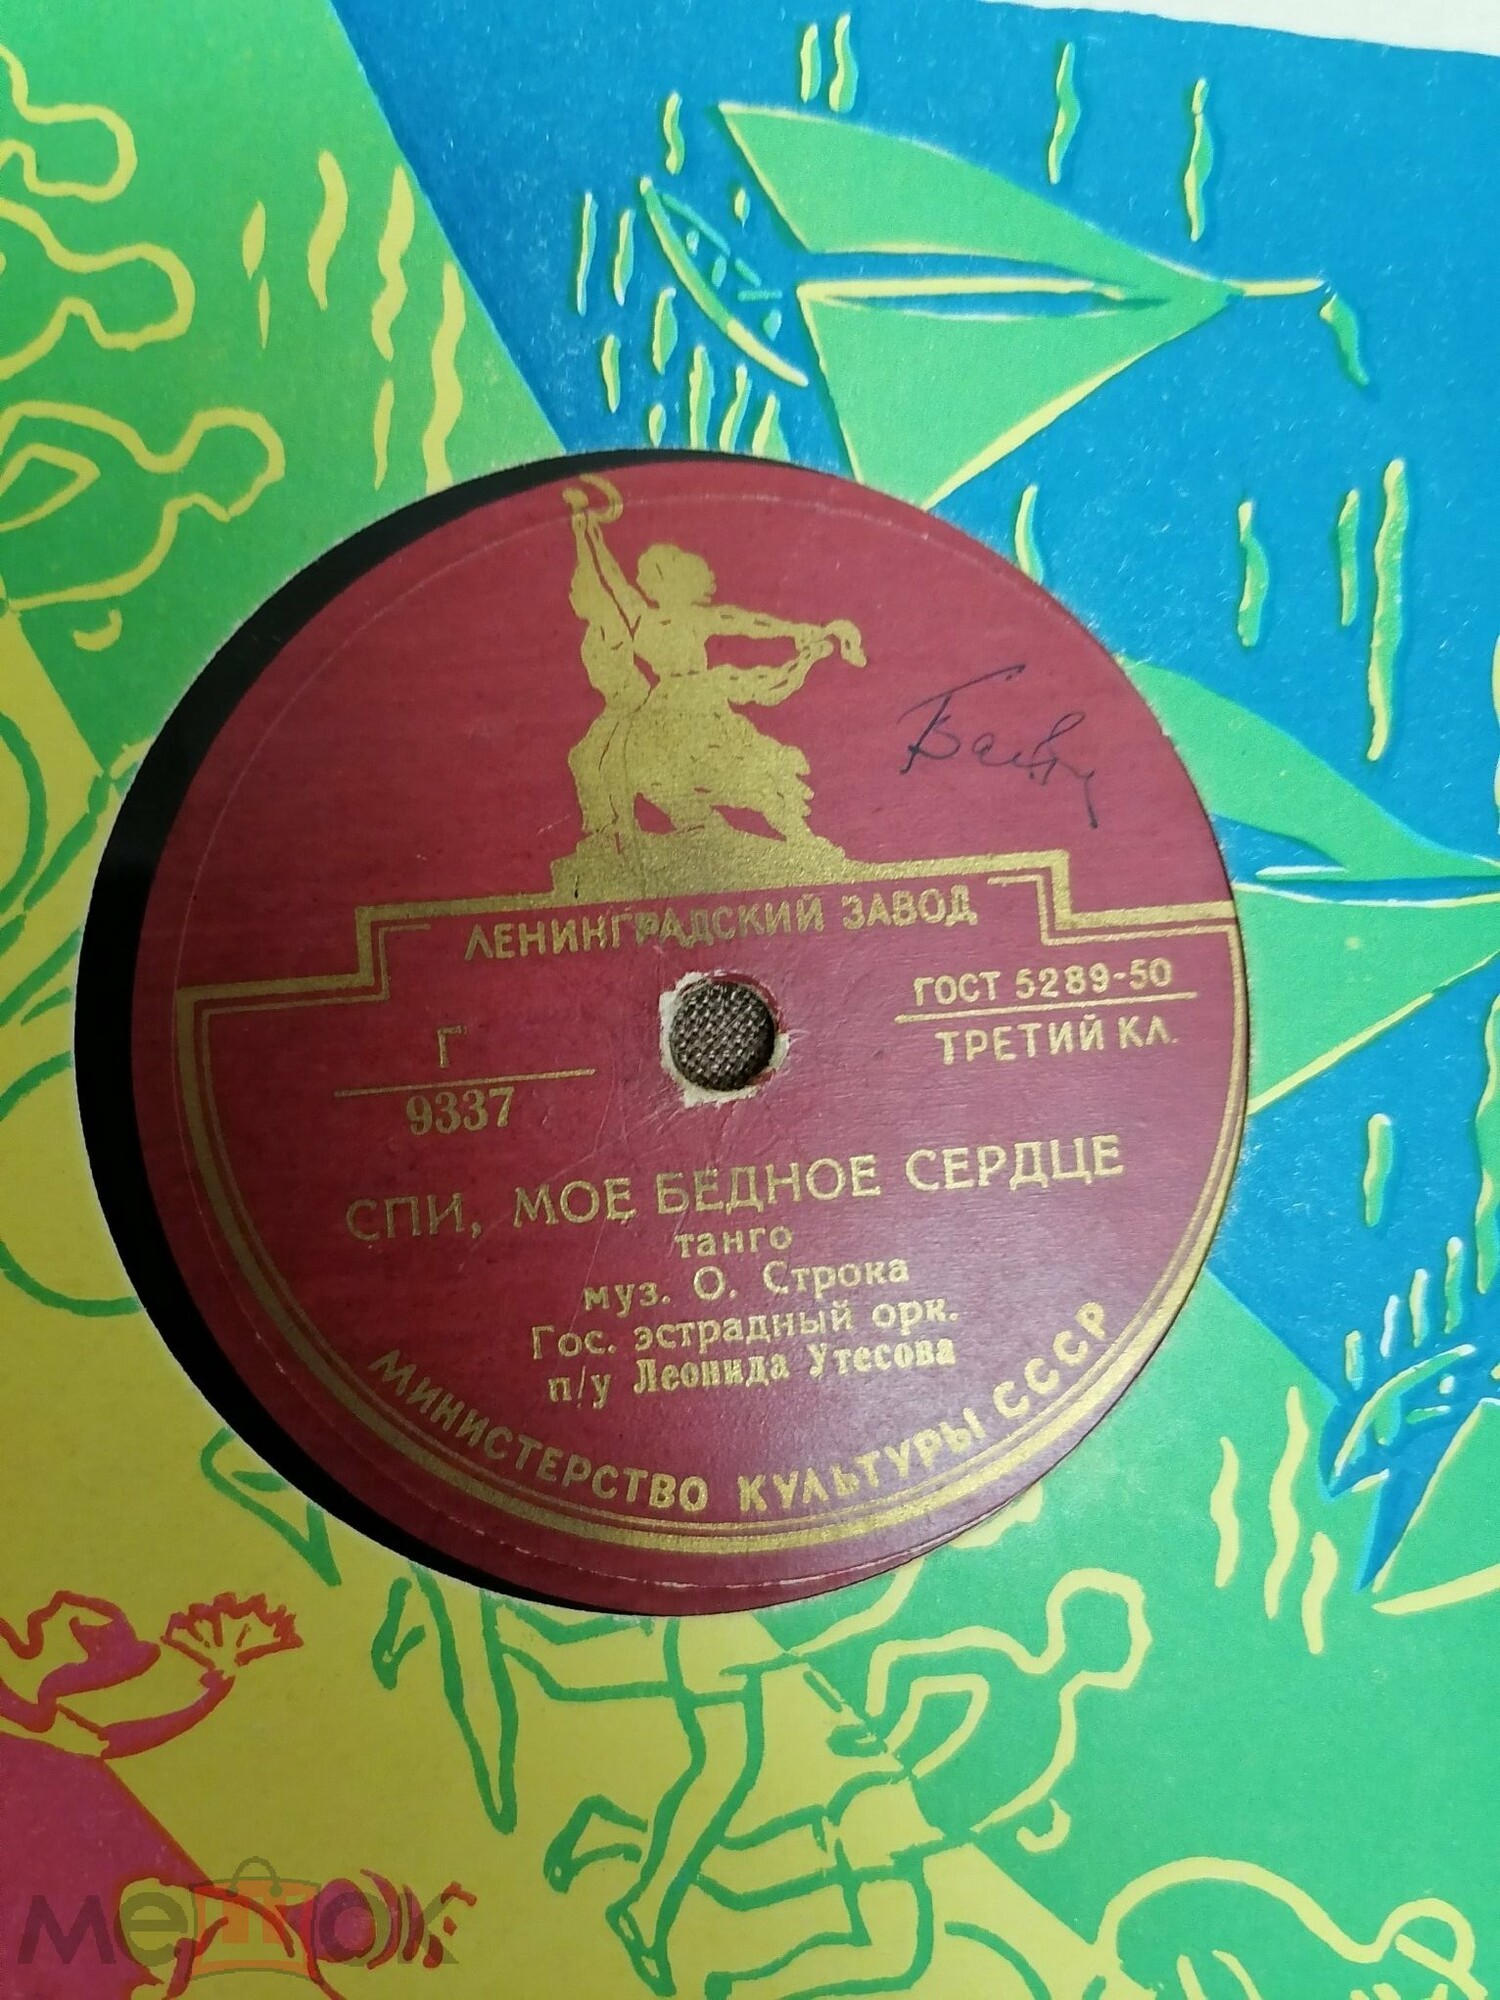 ЛЕНИНГРАДСКИЙ ЗАВОД
ГОСТ 5289-50
ТРЕТИЙ КЛ.
Г
9337
СПИ, МОЕ БЕДНОЕ СЕРДЦЕ
танго
муз. О. Строка
Гос. эстрадный орк.
п/у Леонида Утесова
МИНИСТЕРСТВО КУЛЬТУРЫ СССР
мешок